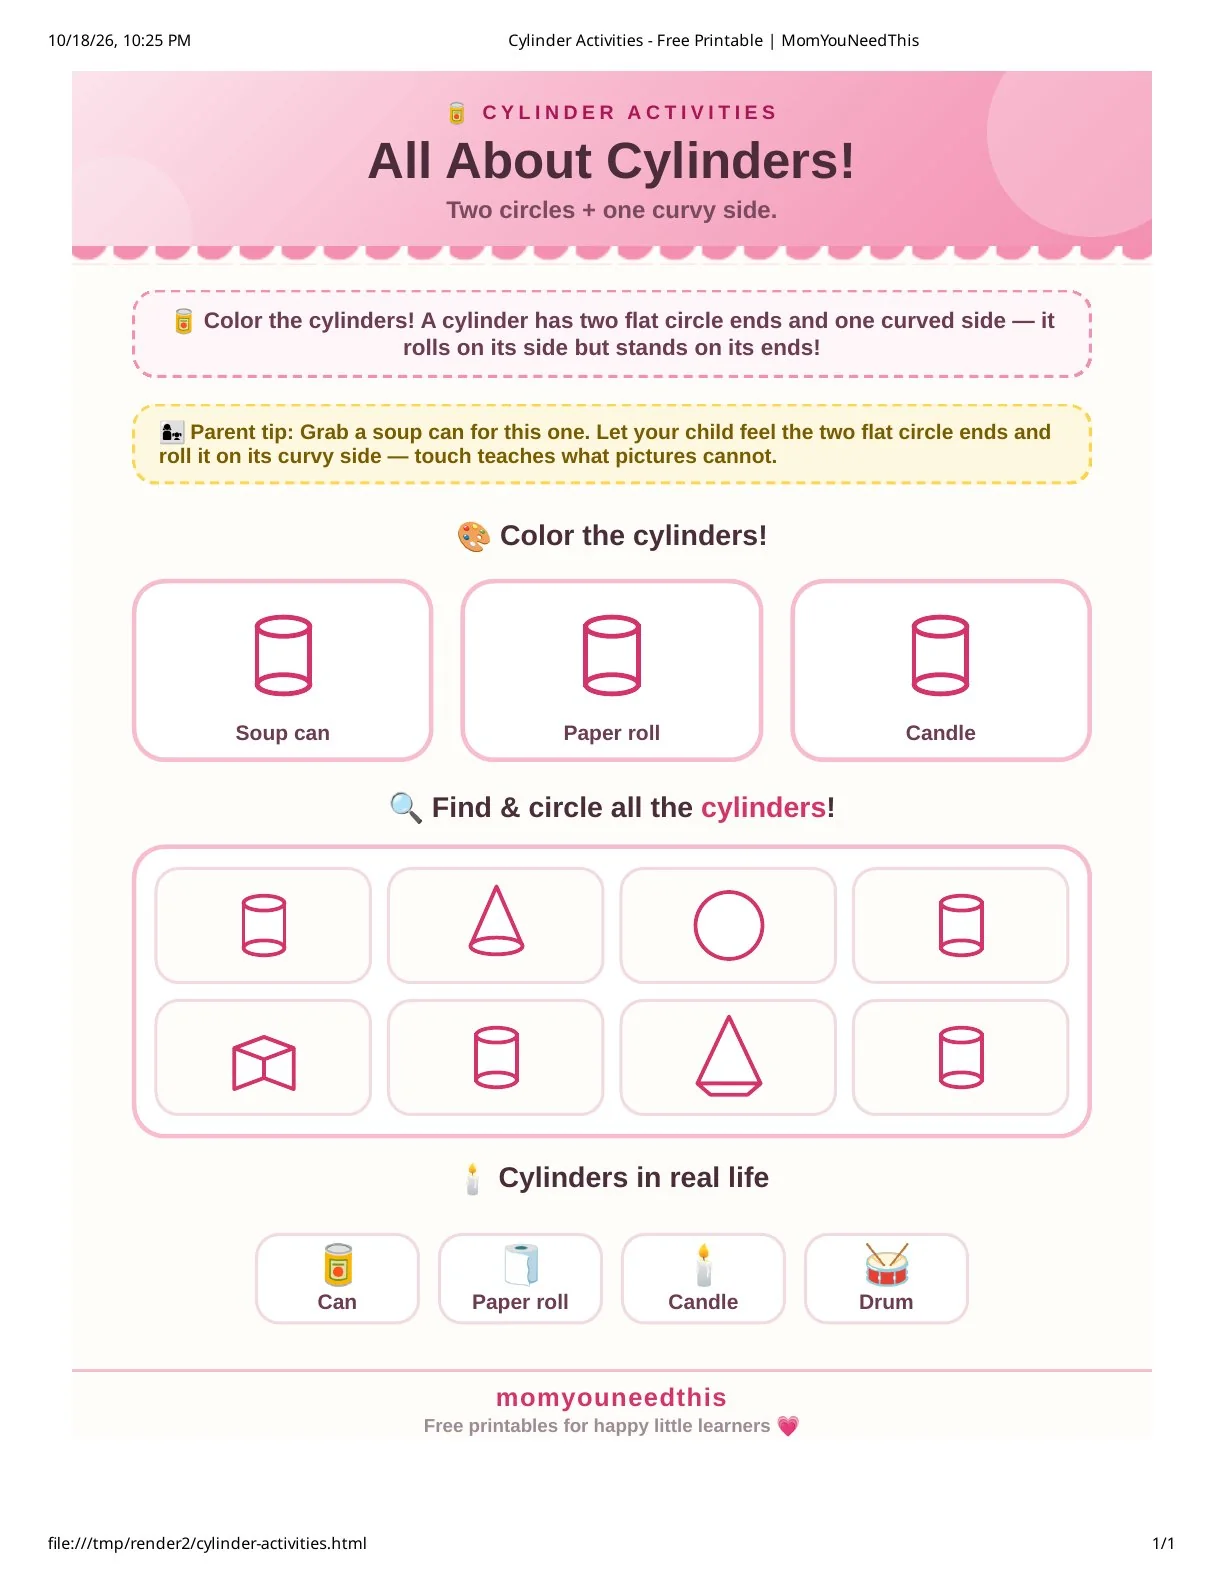 10/18/26, 10:25 PM
Cylinder Activities - Free Printable | MomYouNeedThis
CYLINDER ACTIVITIES
All About Cylinders!
Two circles + one curvy side.
Color the cylinders! A cylinder has two flat circle ends and one curved side — it
rolls on its side but stands on its ends!
Parent tip: Grab a soup can for this one. Let your child feel the two flat circle ends and
roll it on its curvy side — touch teaches what pictures cannot.
Color the cylinders!
Soup can
Paper roll
Candle
Find & circle all the cylinders!
Cylinders in real life
Can
Paper roll
Candle
Drum
momyouneedthis
Free printables for happy little learners
file:///tmp/render2/cylinder-activities.html
1/1